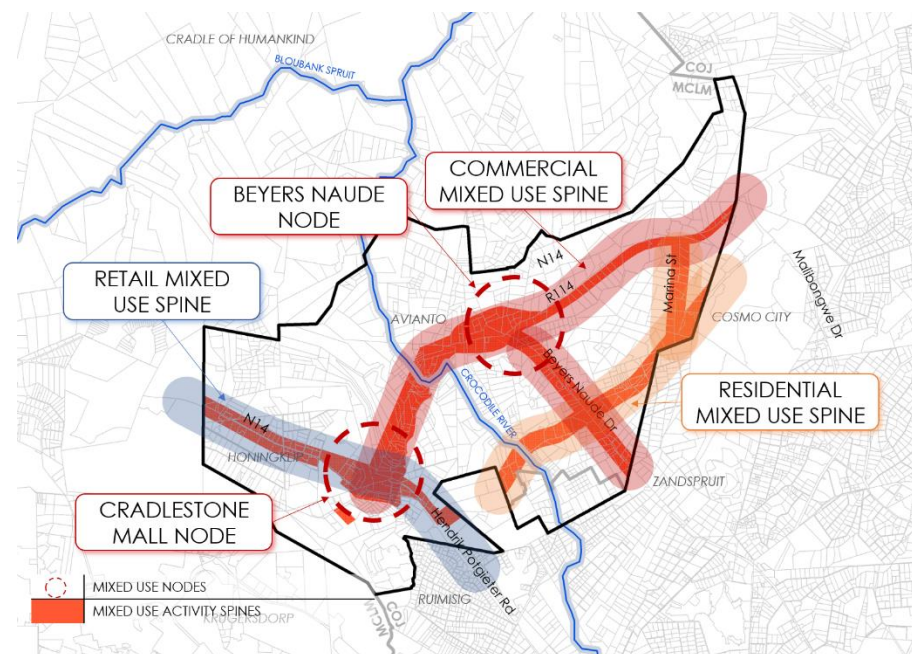 CRADLE OF HUMANKIND
BLOUBANK SPRUIT
COJ
MCLM
COMMERCIAL
MIXED USE SPINE
BEYERS NAUDE
NODE
N14
R114
Marina St
Malibongwe Dr
RETAIL MIXED
USE SPINE
AVIANTO
COSMO CITY
Beyers Naude Dr
CROCODILE RIVER
RESIDENTIAL
MIXED USE SPINE
N14
HONINGKLIP
ZANDSPRUIT
CRADLESTONE
MALL NODE
Hendrik Potgieter Rd
MIXED USE NODES
MIXED USE ACTIVITY SPINES
RUIMISIG
KRUGERSDORP
COJ
MCLM